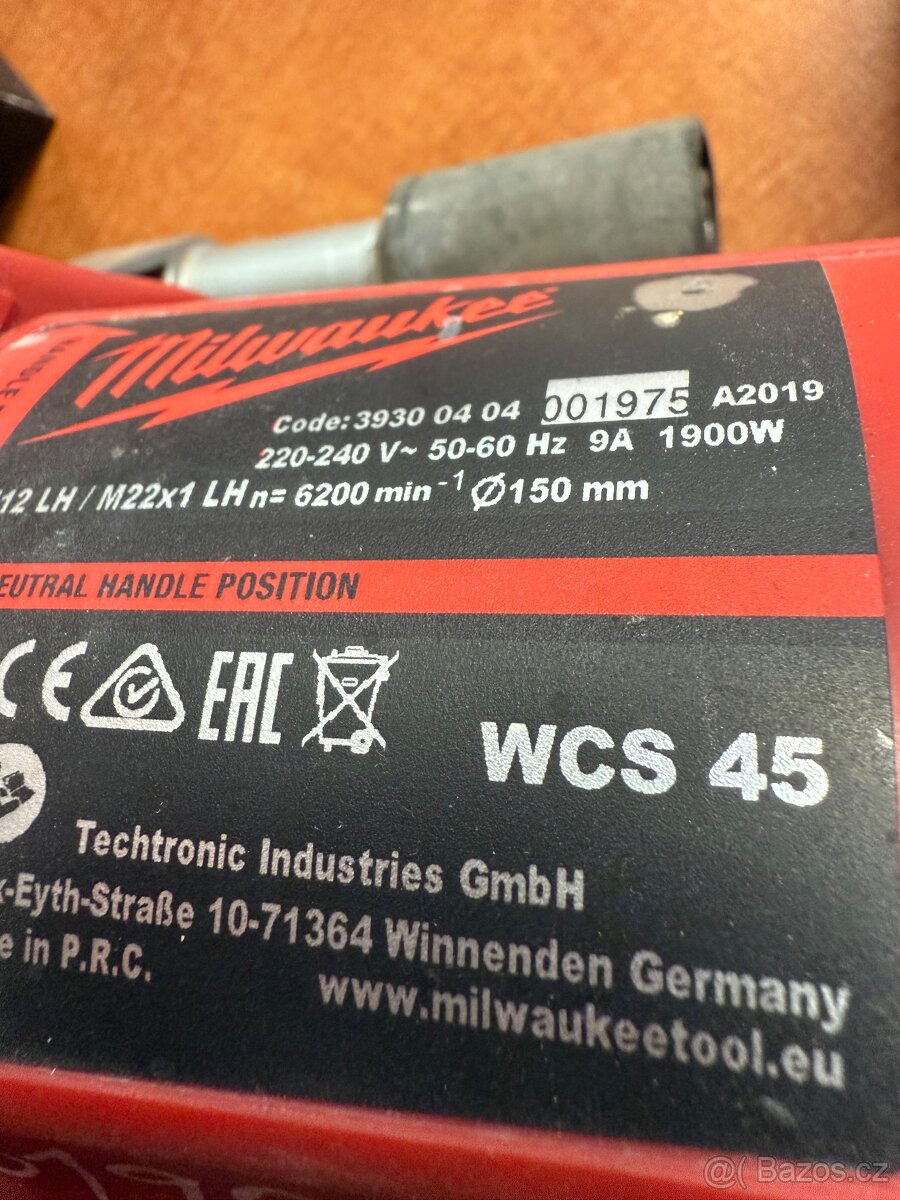 Milwaukee
HANDLE
Code: 3930 04 04 001975 A2019
220-240 V~ 50-60 Hz 9A 1900W
12 LH / M22x1 LH n= 6200 min⁻¹ Ø150 mm
EUTRAL HANDLE POSITION
CE EAC
WCS 45
Techtronic Industries GmbH
-Eyth-Straße 10-71364 Winnenden Germany
e in P.R.C.
www.milwaukeetool.eu
@ Bazos.cz